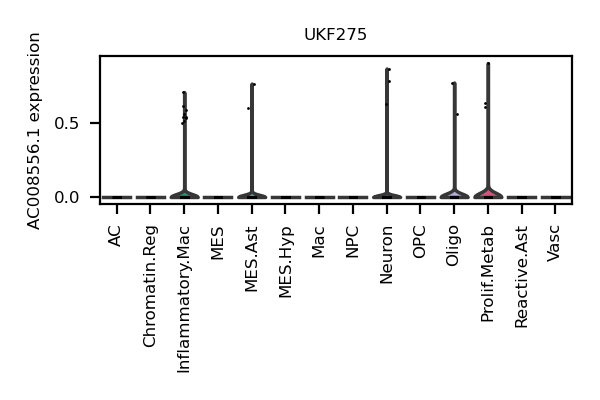 UKF275
AC008556.1 expression
0.5
0.0
AC
Chromatin.Reg
Inflammatory.Mac
MES
MES.Ast
MES.Hyp
Mac
NPC
Neuron
OPC
Oligo
Prolif.Metab
Reactive.Ast
Vasc